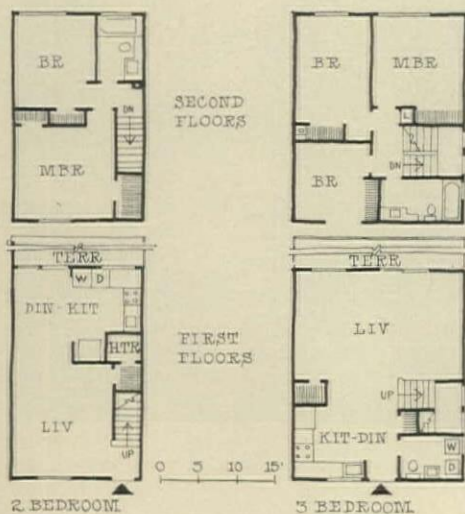 BR
DN
MBR
SECOND
FLOORS
BR
MBR
L
DN
BR
TERR
W D
DIN-KIT
HTR
LIV
UP
FIRST
FLOORS
TERR
LIV
UP
KIT-DIN
W
D
0 5 10 15'
2 BEDROOM
3 BEDROOM